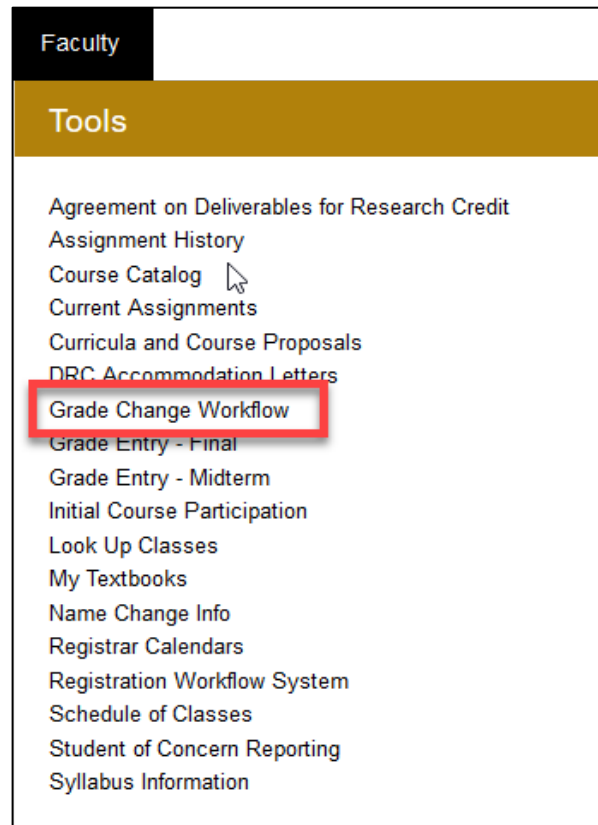 Faculty
Tools
Agreement on Deliverables for Research Credit
Assignment History
Course Catalog
Current Assignments
Curricula and Course Proposals
DRC Accommodation Letters
Grade Change Workflow
Grade Entry - Final
Grade Entry - Midterm
Initial Course Participation
Look Up Classes
My Textbooks
Name Change Info
Registrar Calendars
Registration Workflow System
Schedule of Classes
Student of Concern Reporting
Syllabus Information